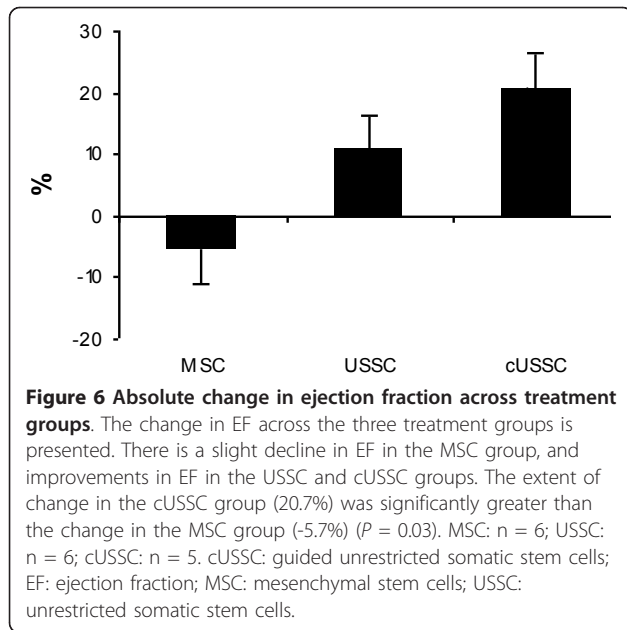 30
20
10
0
-10
-20
%
MSC USSC cUSSC
Figure 6 Absolute change in ejection fraction across treatment
groups. The change in EF across the three treatment groups is
presented. There is a slight decline in EF in the MSC group, and
improvements in EF in the USSC and cUSSC groups. The extent of
change in the cUSSC group (20.7%) was significantly greater than
the change in the MSC group (-5.7%) (P = 0.03). MSC: n = 6; USSC:
n = 6; cUSSC: n = 5. cUSSC: guided unrestricted somatic stem cells;
EF: ejection fraction; MSC: mesenchymal stem cells; USSC:
unrestricted somatic stem cells.